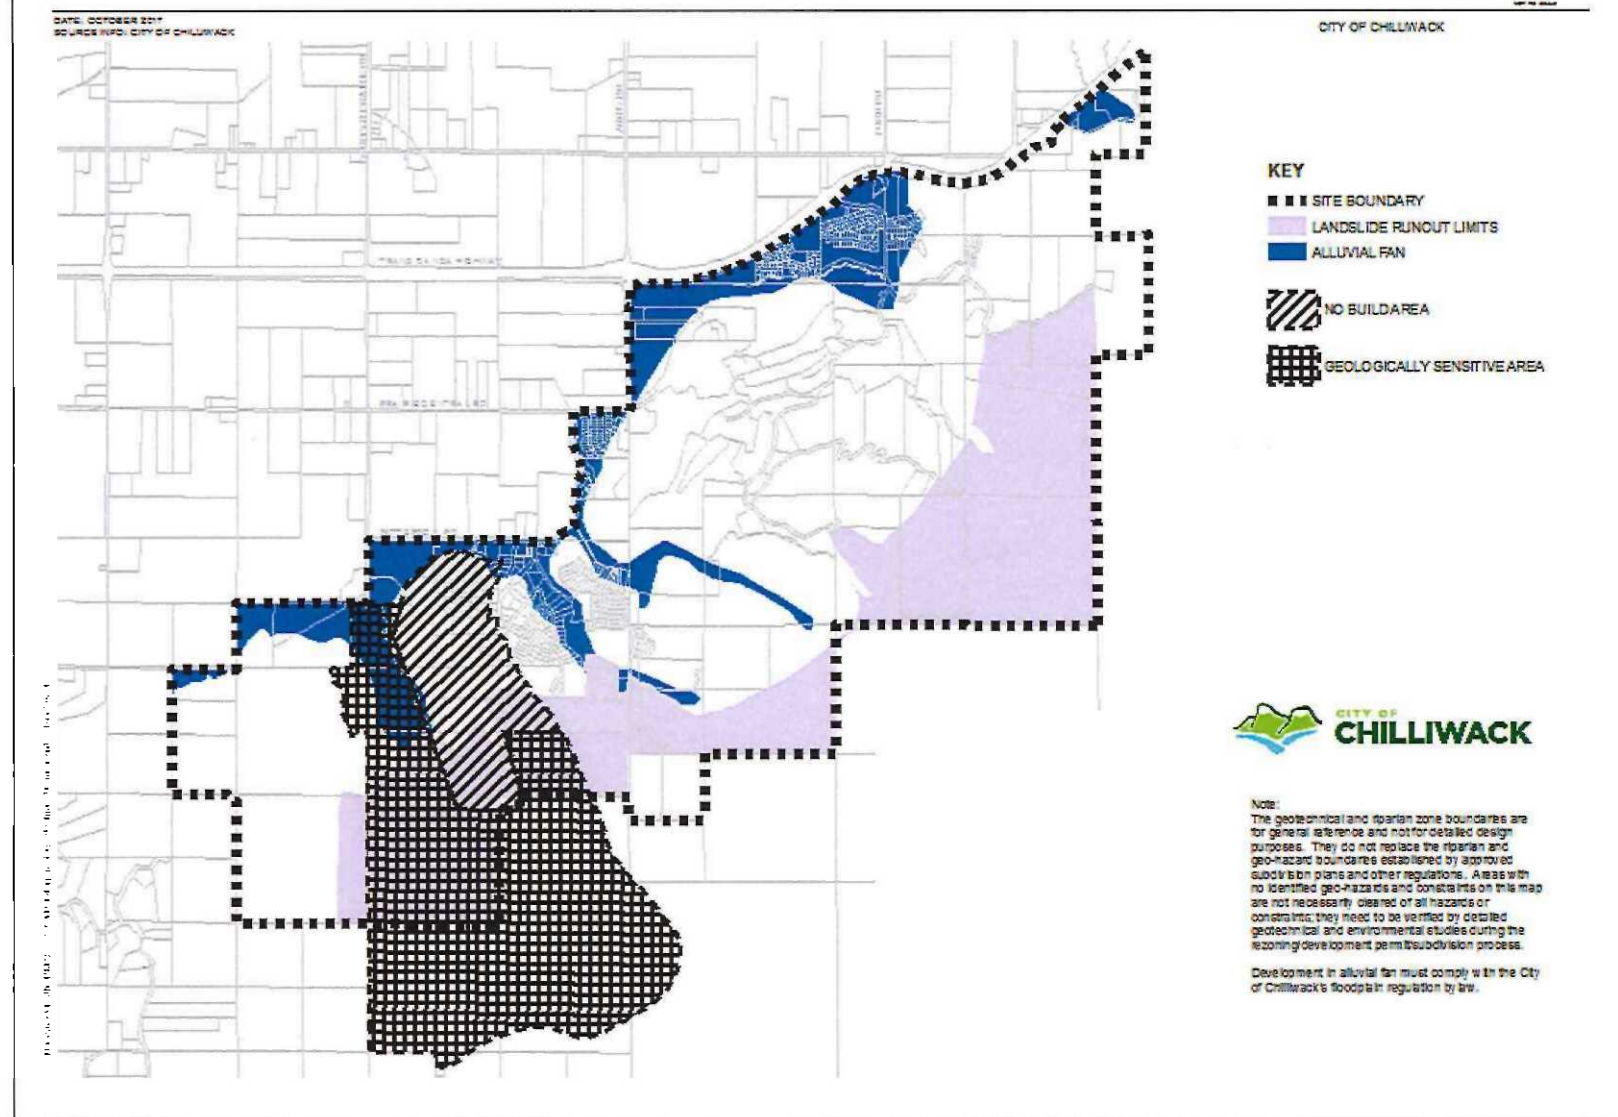 DATE: OCTOBER 2017
SOURCE INFO: CITY OF CHILLIWACK
CITY OF CHILLIWACK
TRANS CANADA HIGHWAY
KEY
SITE BOUNDARY
LANDSLIDE RUNOUT LIMITS
ALLUVIAL FAN
NO BUILD AREA
GEOLOGICALLY SENSITIVE AREA
CITY OF
CHILLIWACK
Note:
The geotechnical and riparian zone boundaries are
for general reference and not for detailed design
purposes. They do not replace the riparian and
geo-hazard boundaries established by approved
subdivision plans and other regulations. Areas with
no identified geo-hazards and constraints on this map
are not necessarily cleared of all hazards or
constraints; they need to be verified by detailed
geotechnical and environmental studies during the
rezoning/development permit/subdivision process.
Development in alluvial fan must comply with the City
of Chilliwack's floodplain regulation bylaw.